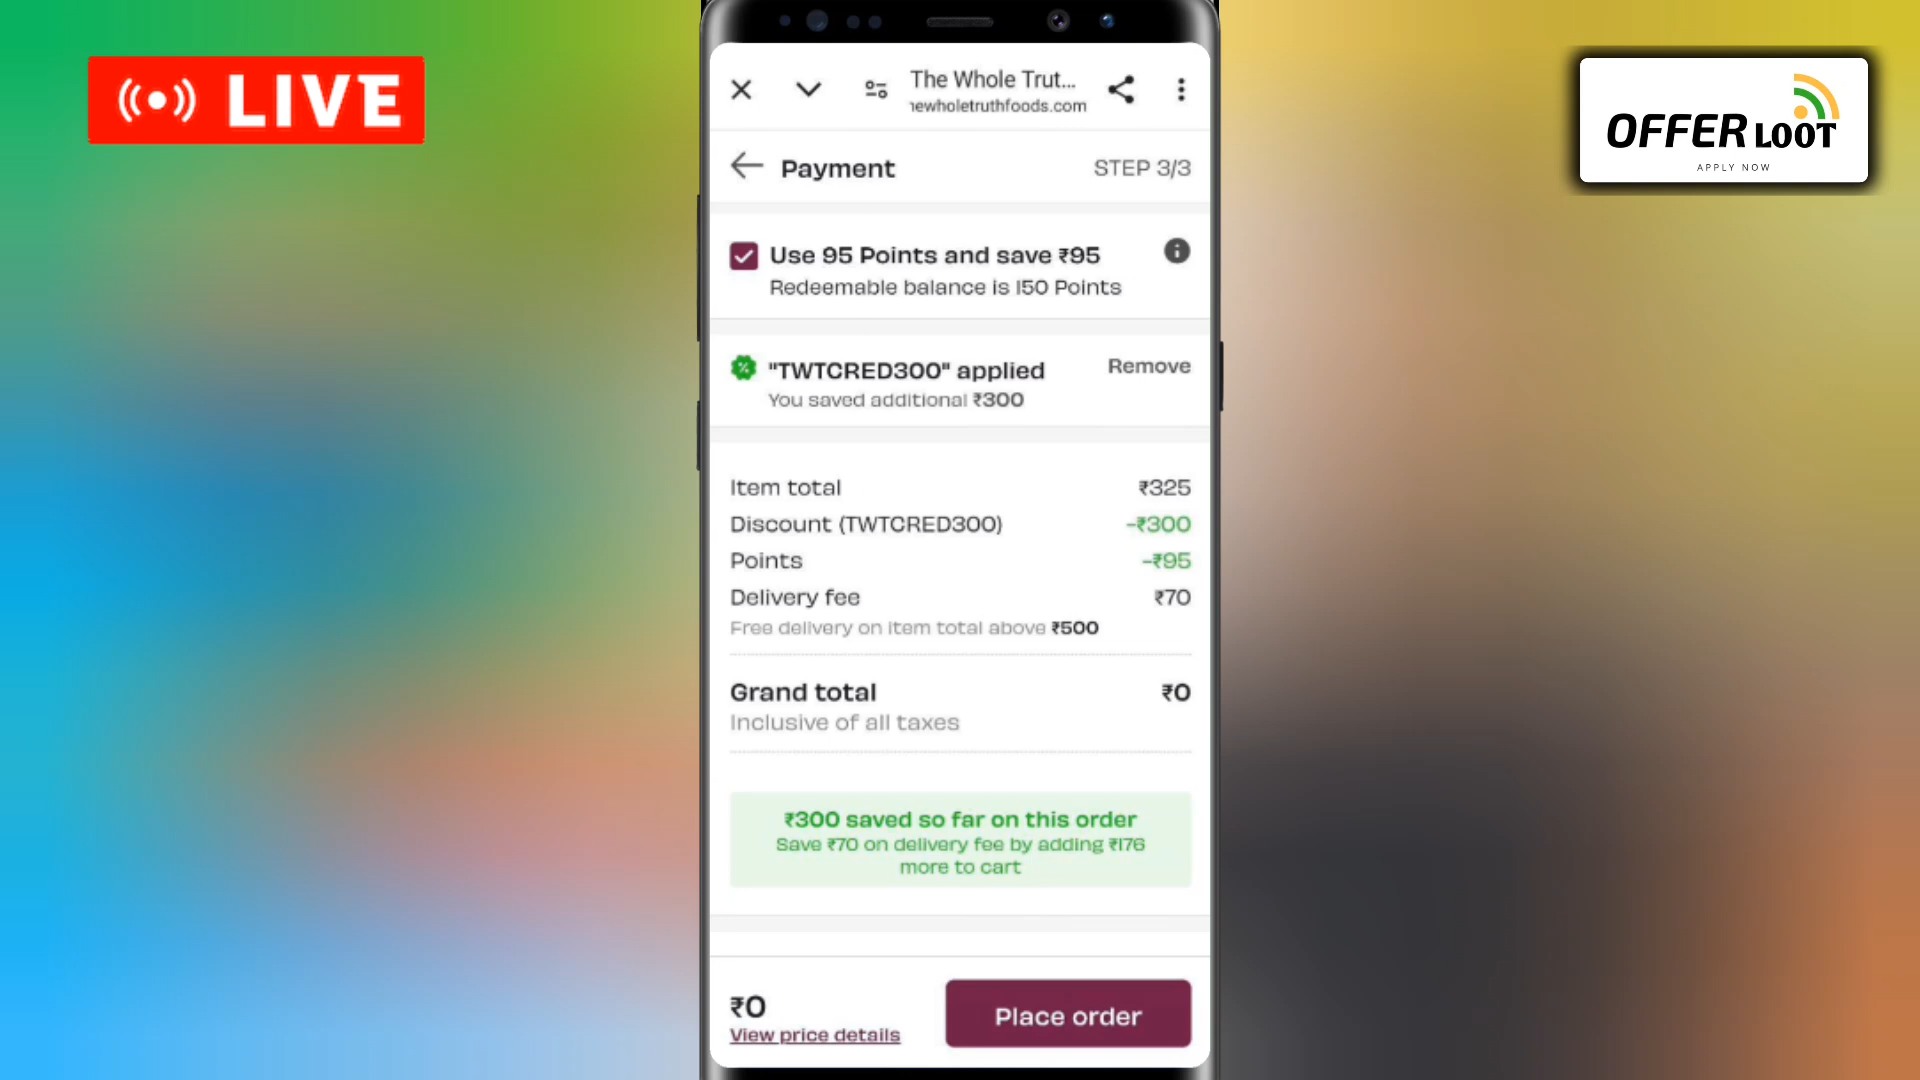 LIVE
OFFER LOOT
APPLY NOW
The Whole Trut...
newholetruthfoods.com
Payment
STEP 3/3
Use 95 Points and save ₹95
Redeemable balance is 150 Points
"TWTCRED300" applied
Remove
You saved additional ₹300
Item total ₹325
Discount (TWTCRED300) -₹300
Points -₹95
Delivery fee ₹70
Free delivery on item total above ₹500
Grand total ₹0
Inclusive of all taxes
₹300 saved so far on this order
Save ₹70 on delivery fee by adding ₹176
more to cart
₹0
View price details
Place order